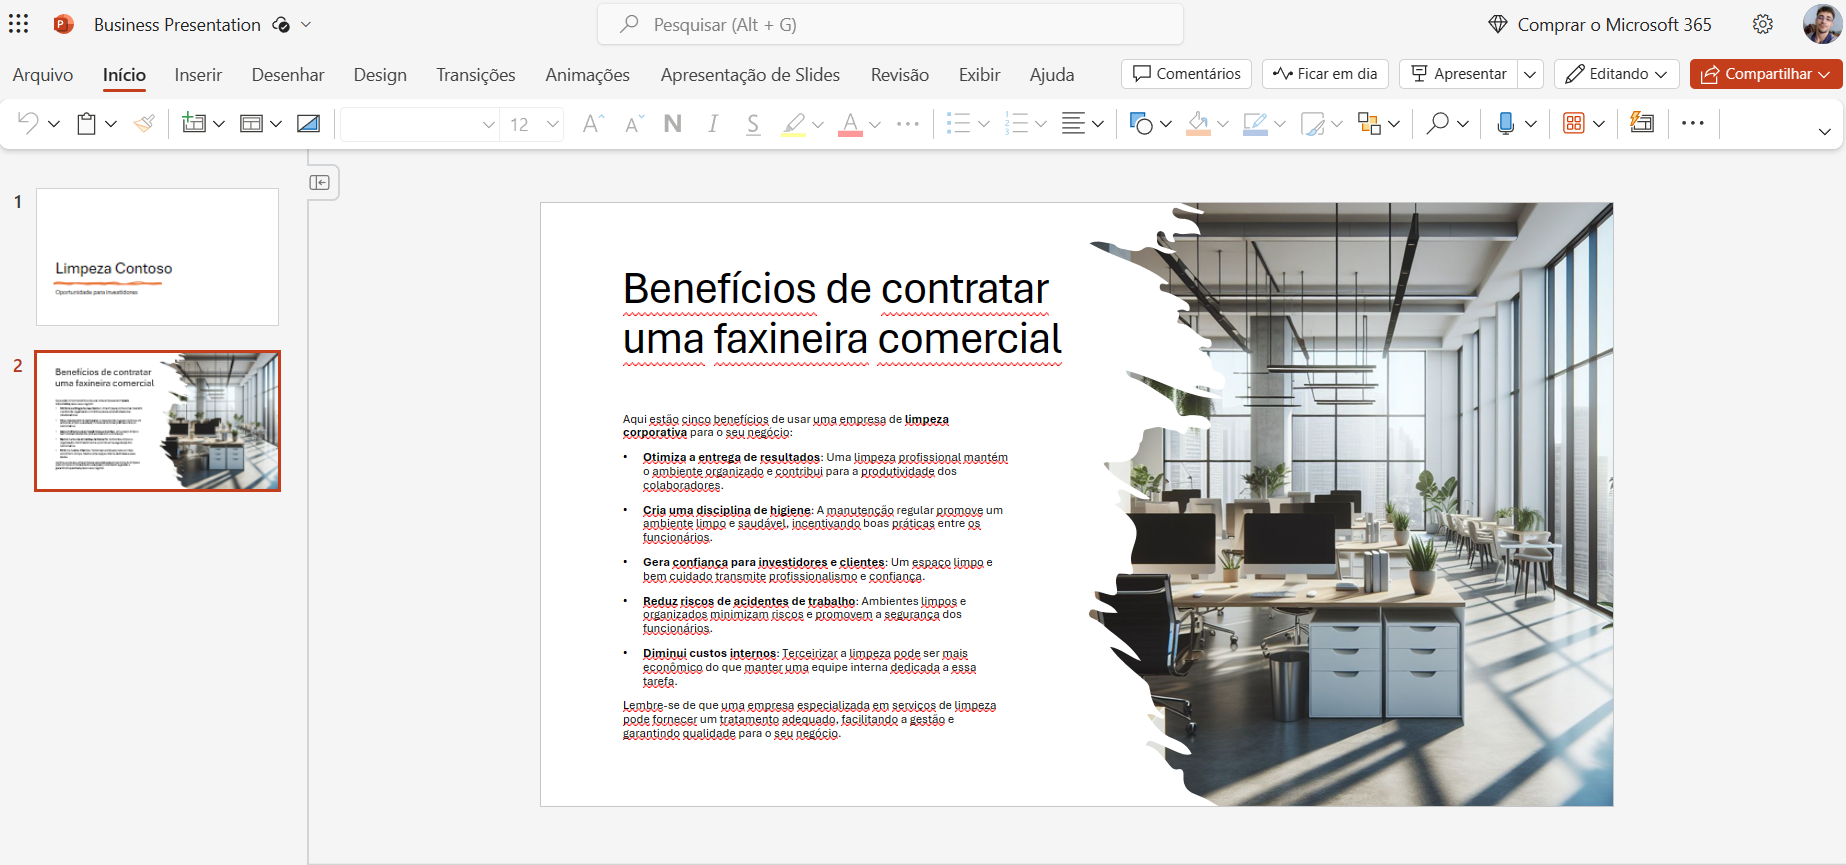 Business Presentation
Pesquisar (Alt + G)
Comprar o Microsoft 365
Arquivo Início Inserir Desenhar Design Transições Animações Apresentação de Slides Revisão Exibir Ajuda
Comentários Ficar em dia Apresentar Editando Compartilhar
12 N I S A
1
Limpeza Contoso
Oportunidade para investidores
2
Benefícios de contratar
uma faxineira comercial
Benefícios de contratar
uma faxineira comercial
Aqui estão cinco benefícios de usar uma empresa de limpeza
corporativa para o seu negócio:
• Otimiza a entrega de resultados: Uma limpeza profissional mantém
o ambiente organizado e contribui para a produtividade dos
colaboradores.
• Cria uma disciplina de higiene: A manutenção regular promove um
ambiente limpo e saudável, incentivando boas práticas entre os
funcionários.
• Gera confiança para investidores e clientes: Um espaço limpo e
bem cuidado transmite profissionalismo e confiança.
• Reduz riscos de acidentes de trabalho: Ambientes limpos e
organizados minimizam riscos e promovem a segurança dos
funcionários.
• Diminui custos internos: Terceirizar a limpeza pode ser mais
econômico do que manter uma equipe interna dedicada a essa
tarefa.
Lembre-se de que uma empresa especializada em serviços de limpeza
pode fornecer um tratamento adequado, facilitando a gestão e
garantindo qualidade para o seu negócio.